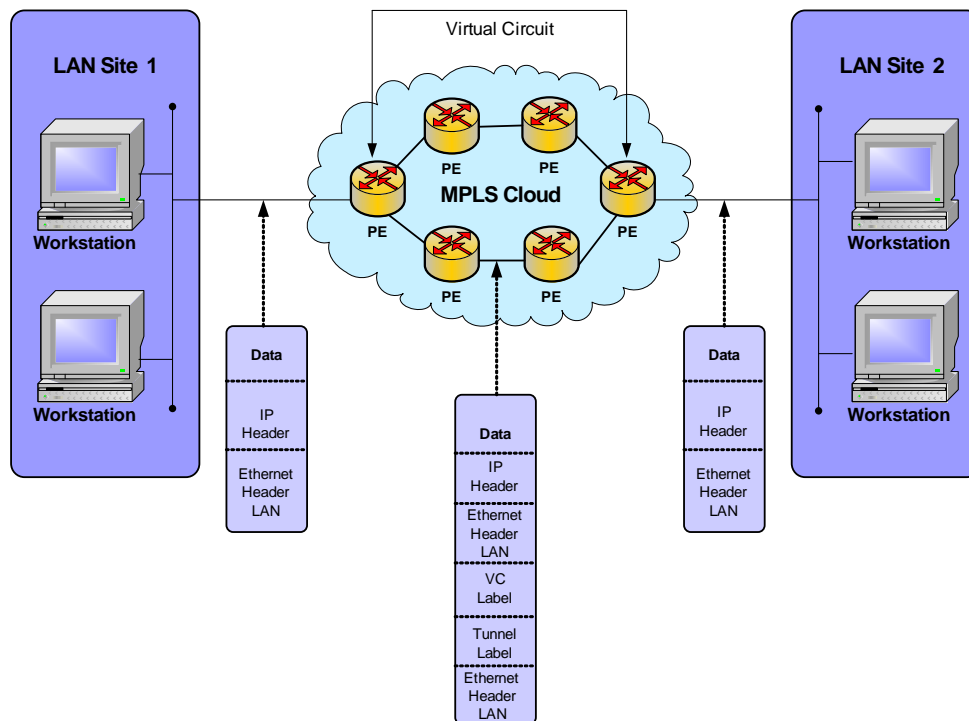 Virtual Circuit
LAN Site 1
LAN Site 2
PE
PE
MPLS Cloud
PE
PE
PE
PE
Workstation
Workstation
Workstation
Workstation
Data
IP
Header
Ethernet
Header
LAN
Data
IP
Header
Ethernet
Header
LAN
VC
Label
Tunnel
Label
Ethernet
Header
LAN
Data
IP
Header
Ethernet
Header
LAN